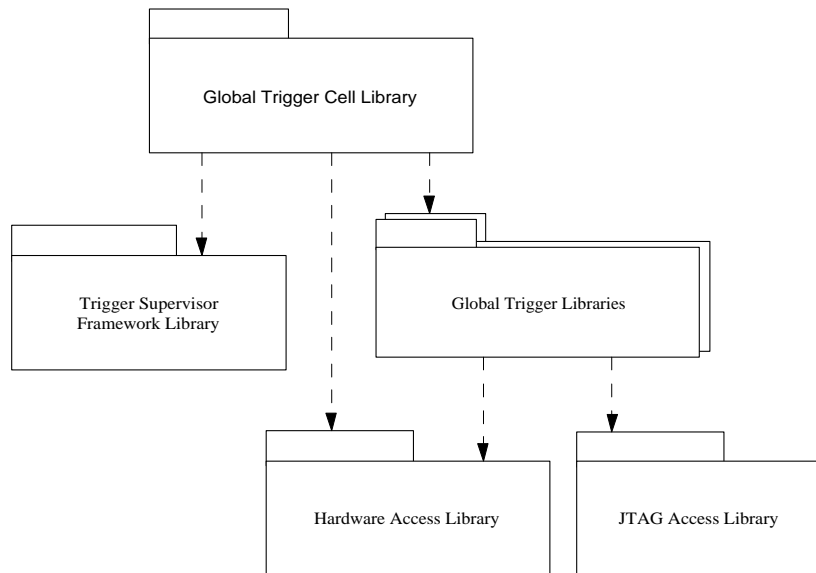 Global Trigger Cell Library
Trigger Supervisor
Framework Library
Global Trigger Libraries
Hardware Access Library
JTAG Access Library